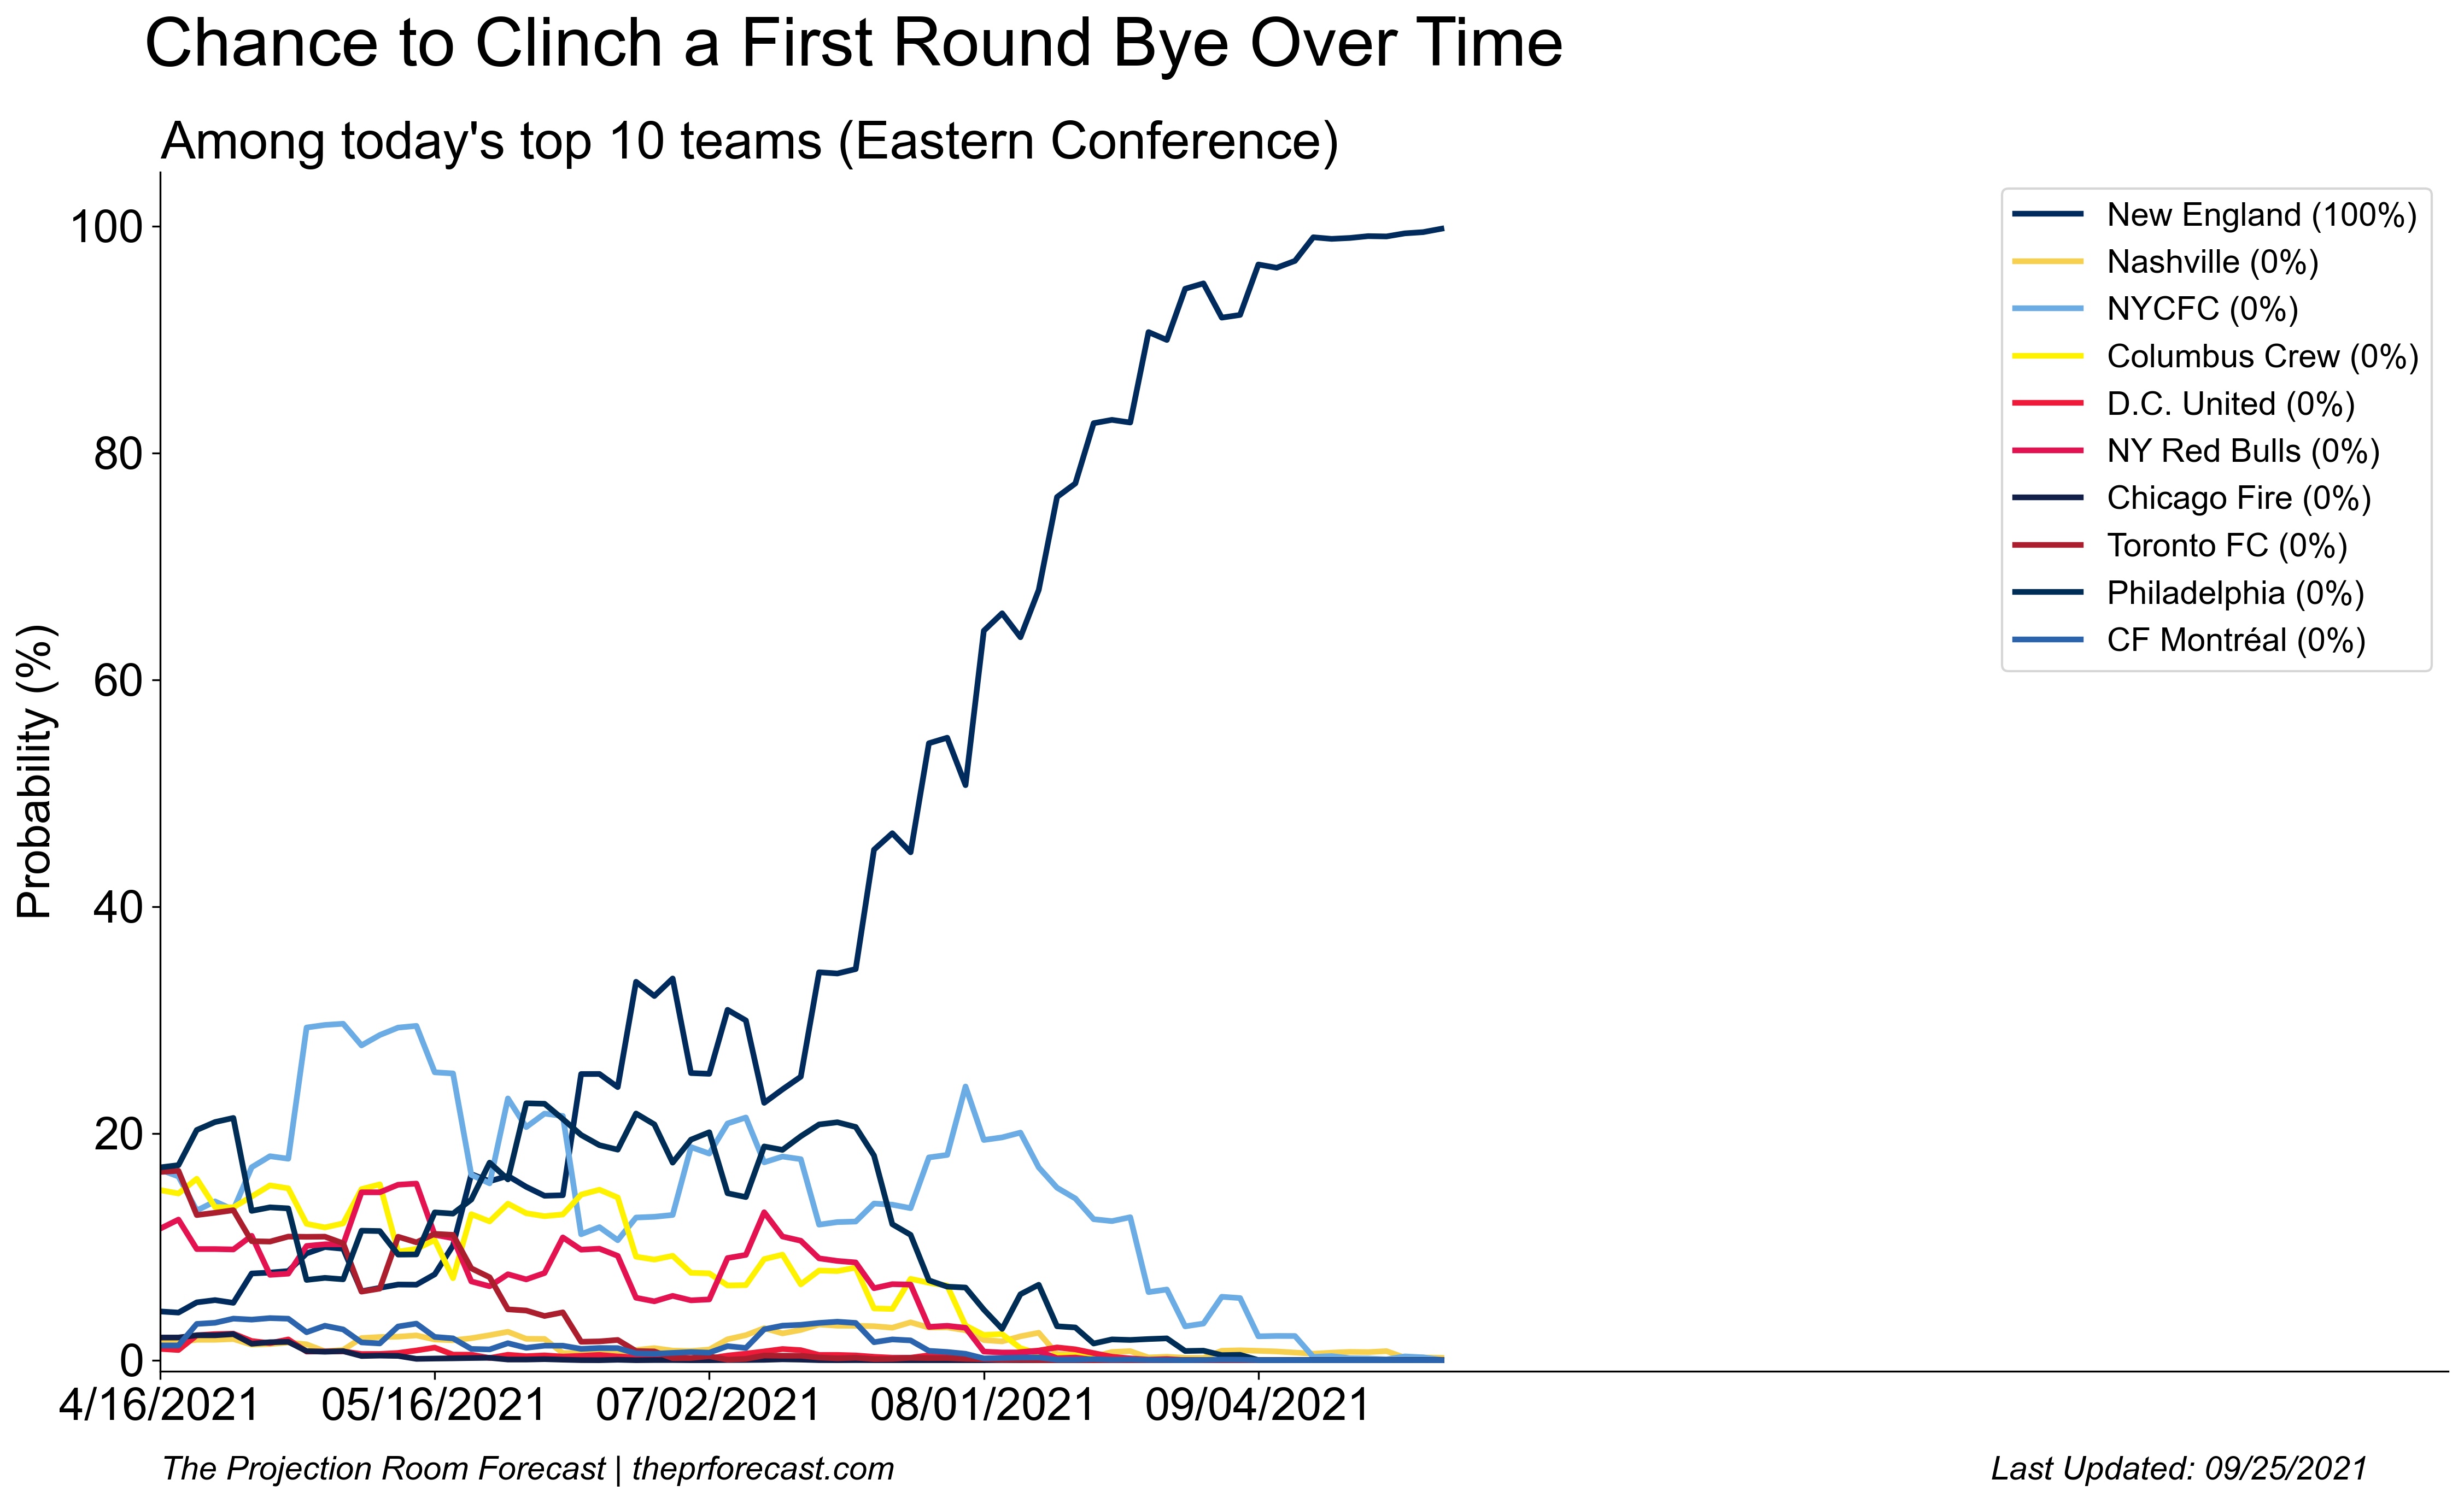 Chance to Clinch a First Round Bye Over Time
Among today's top 10 teams (Eastern Conference)
Probability (%)
100
80
60
40
20
0
4/16/2021
05/16/2021
07/02/2021
08/01/2021
09/04/2021
New England (100%)
Nashville (0%)
NYCFC (0%)
Columbus Crew (0%)
D.C. United (0%)
NY Red Bulls (0%)
Chicago Fire (0%)
Toronto FC (0%)
Philadelphia (0%)
CF Montréal (0%)
The Projection Room Forecast | theprforecast.com
Last Updated: 09/25/2021